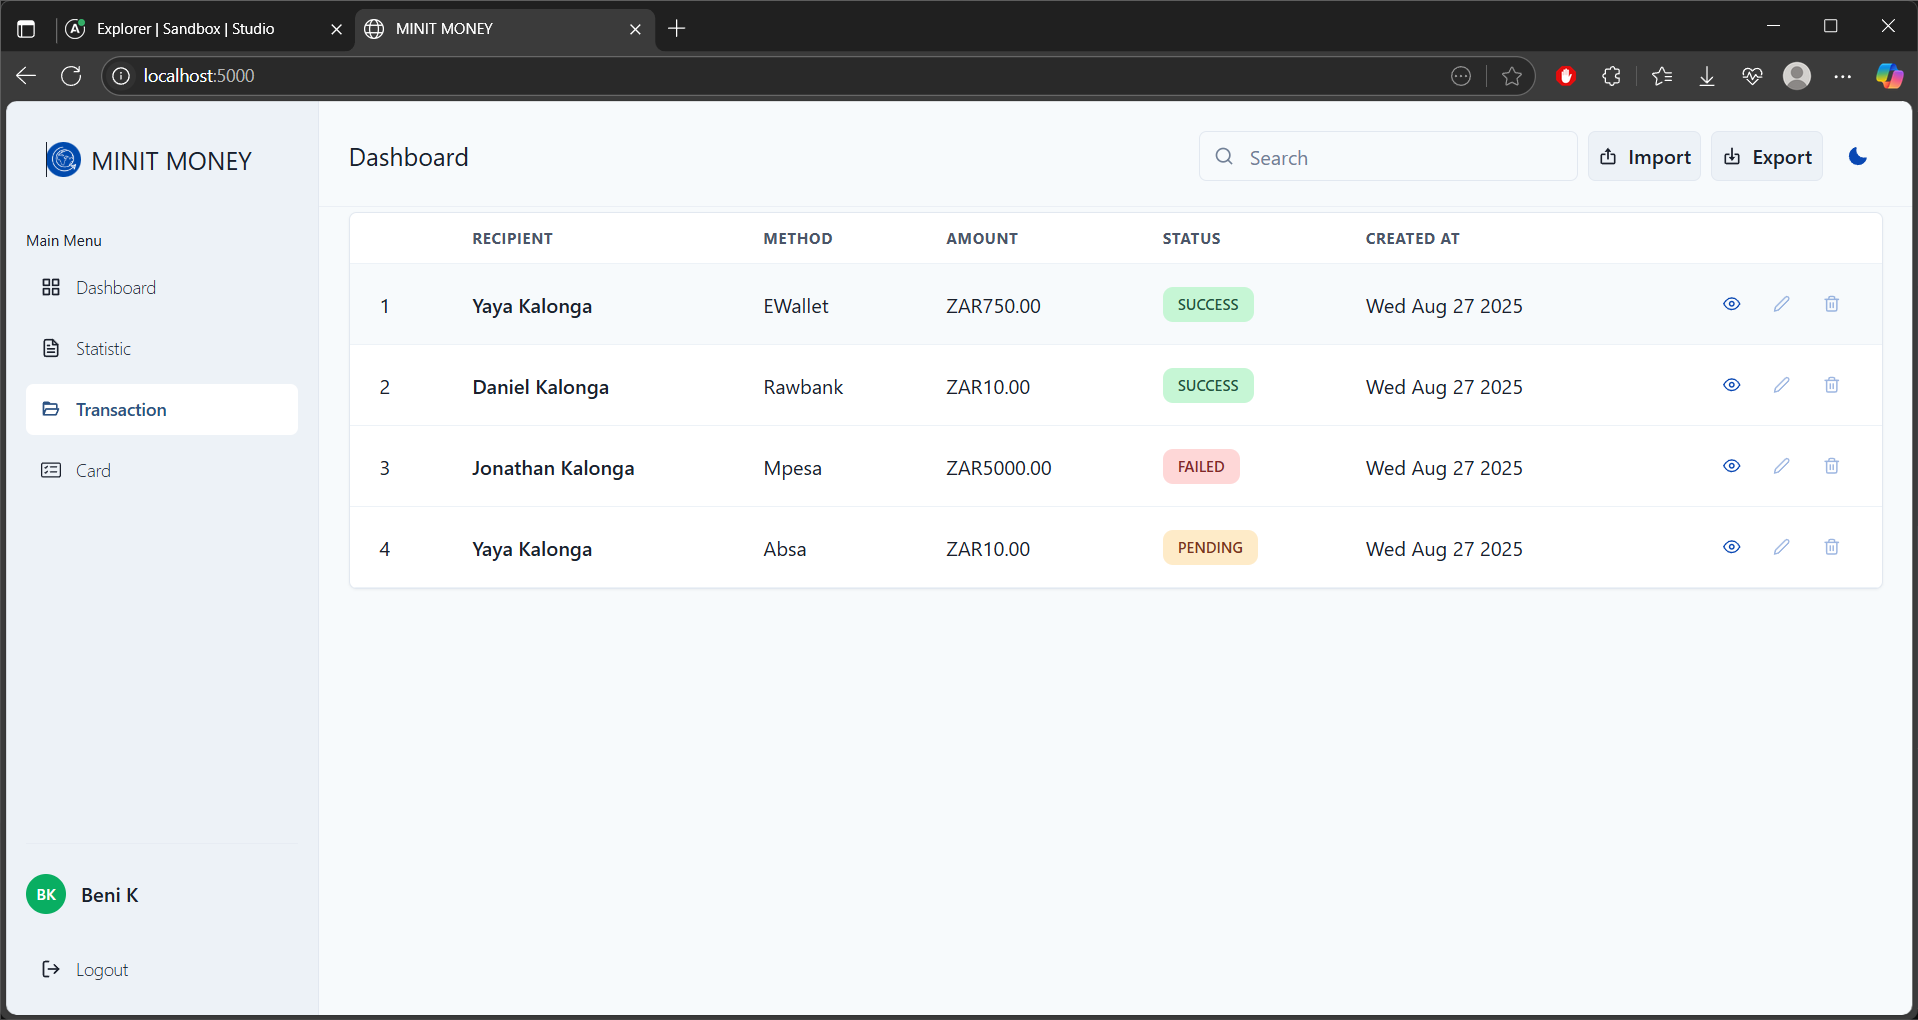 Explorer | Sandbox | Studio
MINIT MONEY
localhost:5000
MINIT MONEY
Main Menu
Dashboard
Statistic
Transaction
Card
BK
Beni K
Logout
Dashboard
Search
Import
Export
RECIPIENT METHOD AMOUNT STATUS CREATED AT
1 Yaya Kalonga EWallet ZAR750.00 SUCCESS Wed Aug 27 2025
2 Daniel Kalonga Rawbank ZAR10.00 SUCCESS Wed Aug 27 2025
3 Jonathan Kalonga Mpesa ZAR5000.00 FAILED Wed Aug 27 2025
4 Yaya Kalonga Absa ZAR10.00 PENDING Wed Aug 27 2025